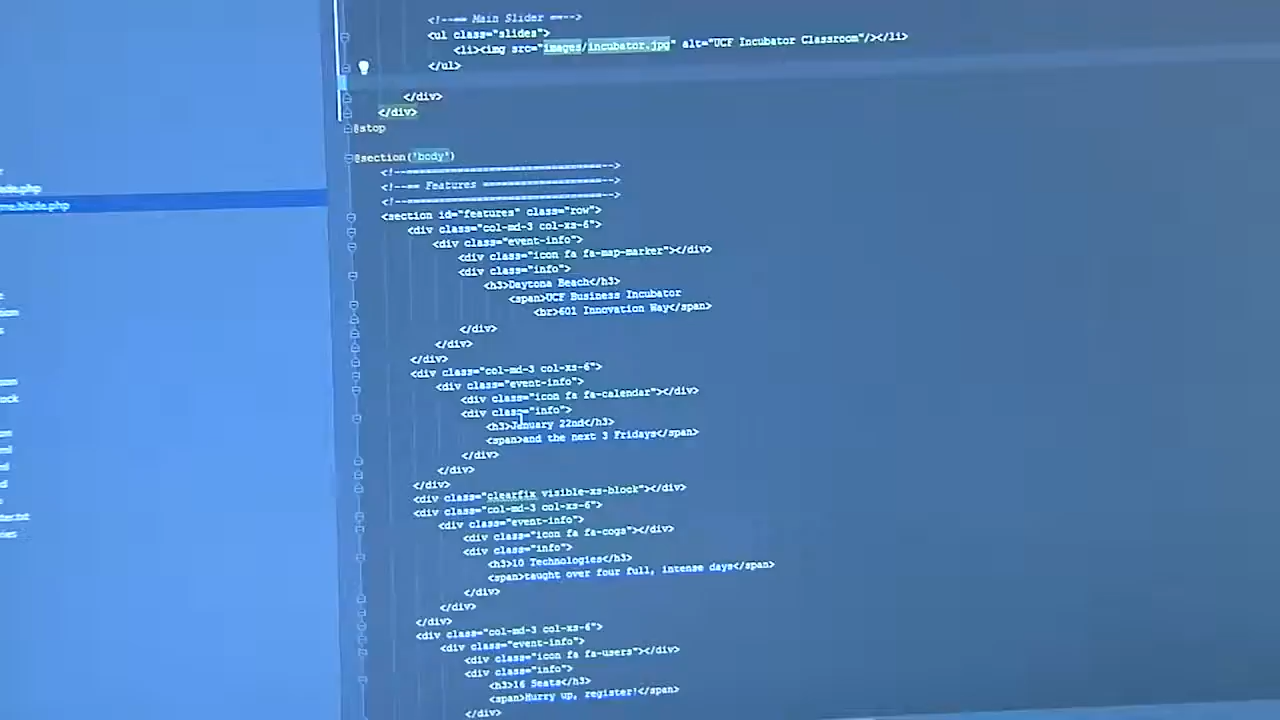 <!--== Main Slider ==-->
<ul class="slides">
<li><img src="images/incubator.jpg" alt="UCF Incubator Classroom"/></li>
</ul>
</div>
</div>
@stop
@section('body')
<!--============================-->
<!--== Features ================-->
<!--============================-->
<section id="features" class="row">
<div class="col-md-3 col-xs-6">
<div class="event-info">
<div class="icon fa fa-map-marker"></div>
<div class="info">
<h3>Daytona Beach</h3>
<span>UCF Business Incubator
<br>601 Innovation Way</span>
</div>
</div>
</div>
<div class="col-md-3 col-xs-6">
<div class="event-info">
<div class="icon fa fa-calendar"></div>
<div class="info">
<h3>January 22nd</h3>
<span>and the next 3 Fridays</span>
</div>
</div>
</div>
<div class="clearfix visible-xs-block"></div>
<div class="col-md-3 col-xs-6">
<div class="event-info">
<div class="icon fa fa-cogs"></div>
<div class="info">
<h3>10 Technologies</h3>
<span>taught over four full, intense days</span>
</div>
</div>
</div>
<div class="col-md-3 col-xs-6">
<div class="event-info">
<div class="icon fa fa-users"></div>
<div class="info">
<h3>16 Seats</h3>
<span>Hurry up, register!</span>
</div>